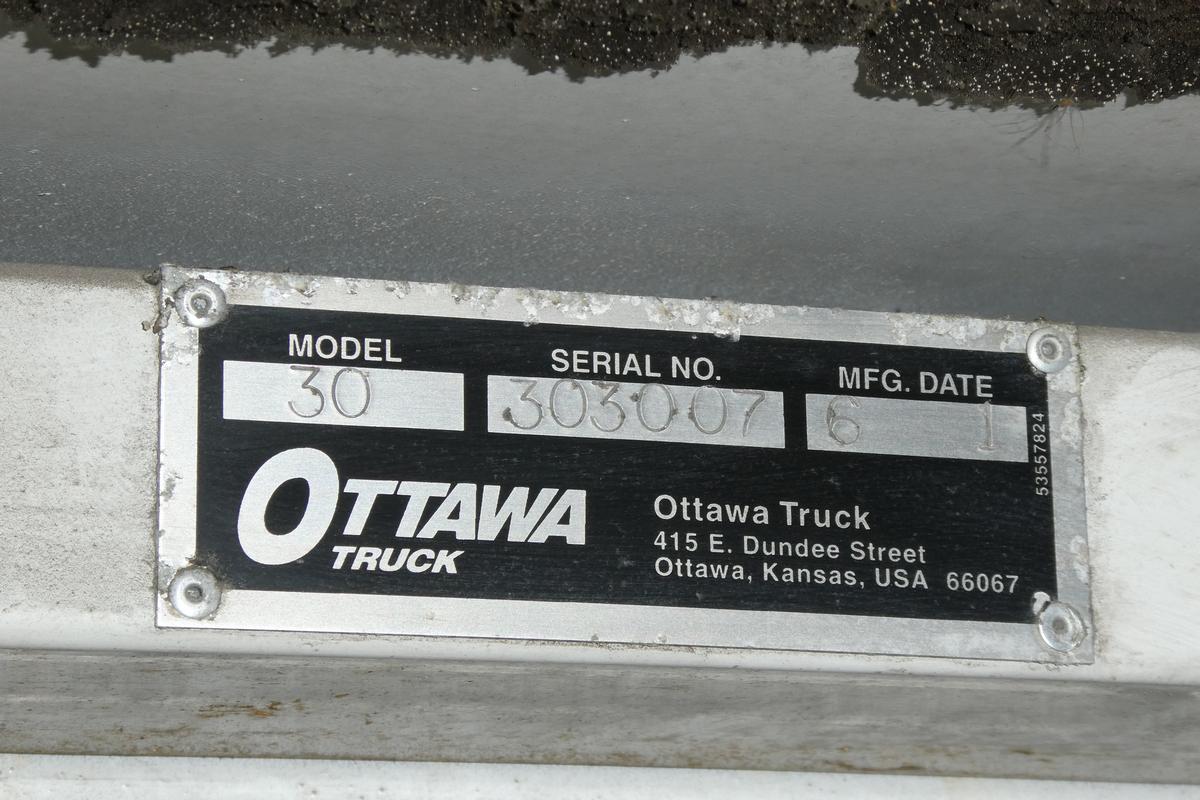 MODEL
30
SERIAL NO.
303007
MFG. DATE
6 1
53557824
OTTAWA
TRUCK
Ottawa Truck
415 E. Dundee Street
Ottawa, Kansas, USA 66067